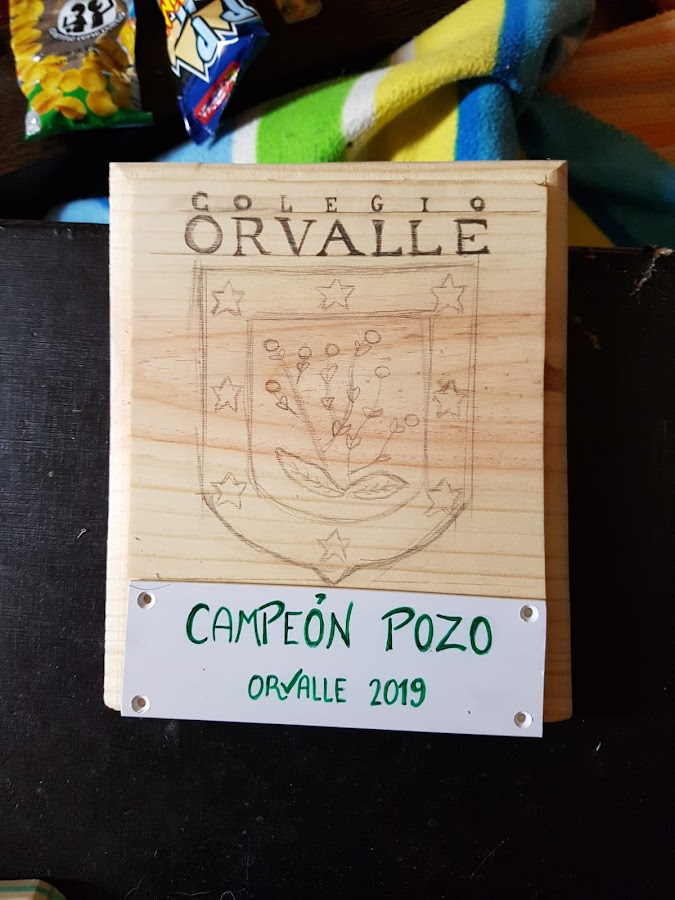 COLEGIO
ORVALLE
CAMPEÓN POZO
ORVALLE 2019